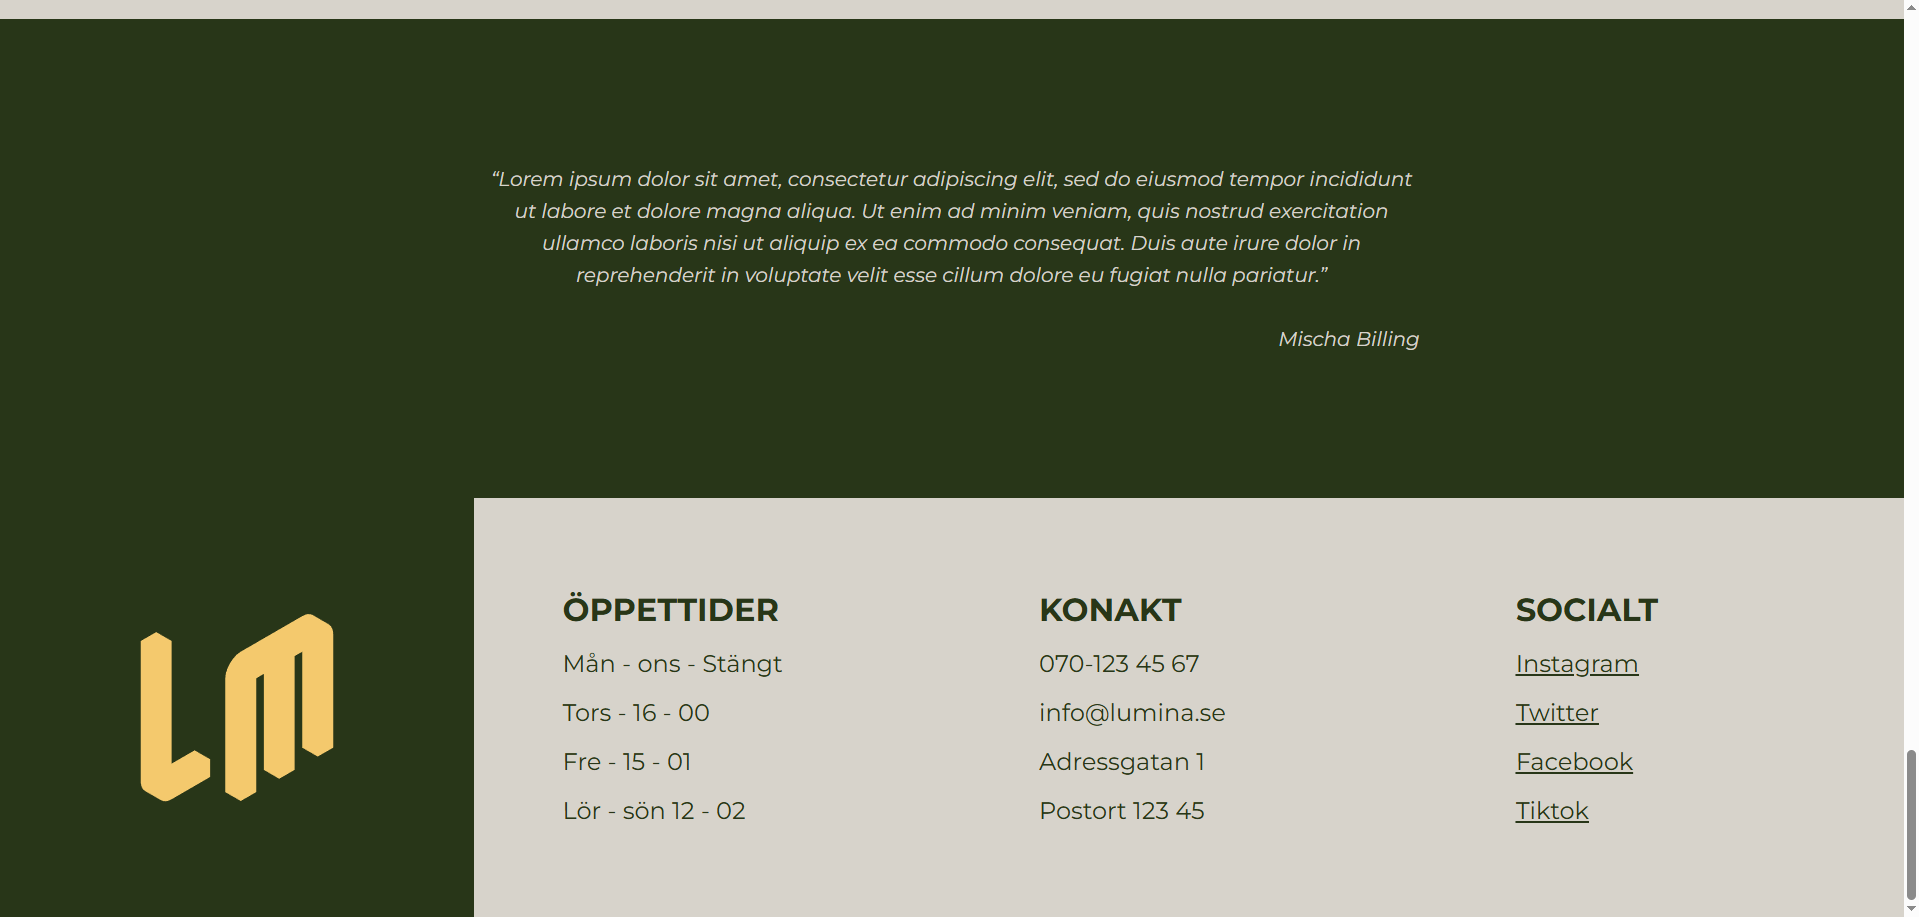 “Lorem ipsum dolor sit amet, consectetur adipiscing elit, sed do eiusmod tempor incididunt
ut labore et dolore magna aliqua. Ut enim ad minim veniam, quis nostrud exercitation
ullamco laboris nisi ut aliquip ex ea commodo consequat. Duis aute irure dolor in
reprehenderit in voluptate velit esse cillum dolore eu fugiat nulla pariatur.”
Mischa Billing
LM
ÖPPETTIDER
Mån - ons - Stängt
Tors - 16 - 00
Fre - 15 - 01
Lör - sön 12 - 02
KONAKT
070-123 45 67
info@lumina.se
Adressgatan 1
Postort 123 45
SOCIALT
Instagram
Twitter
Facebook
Tiktok